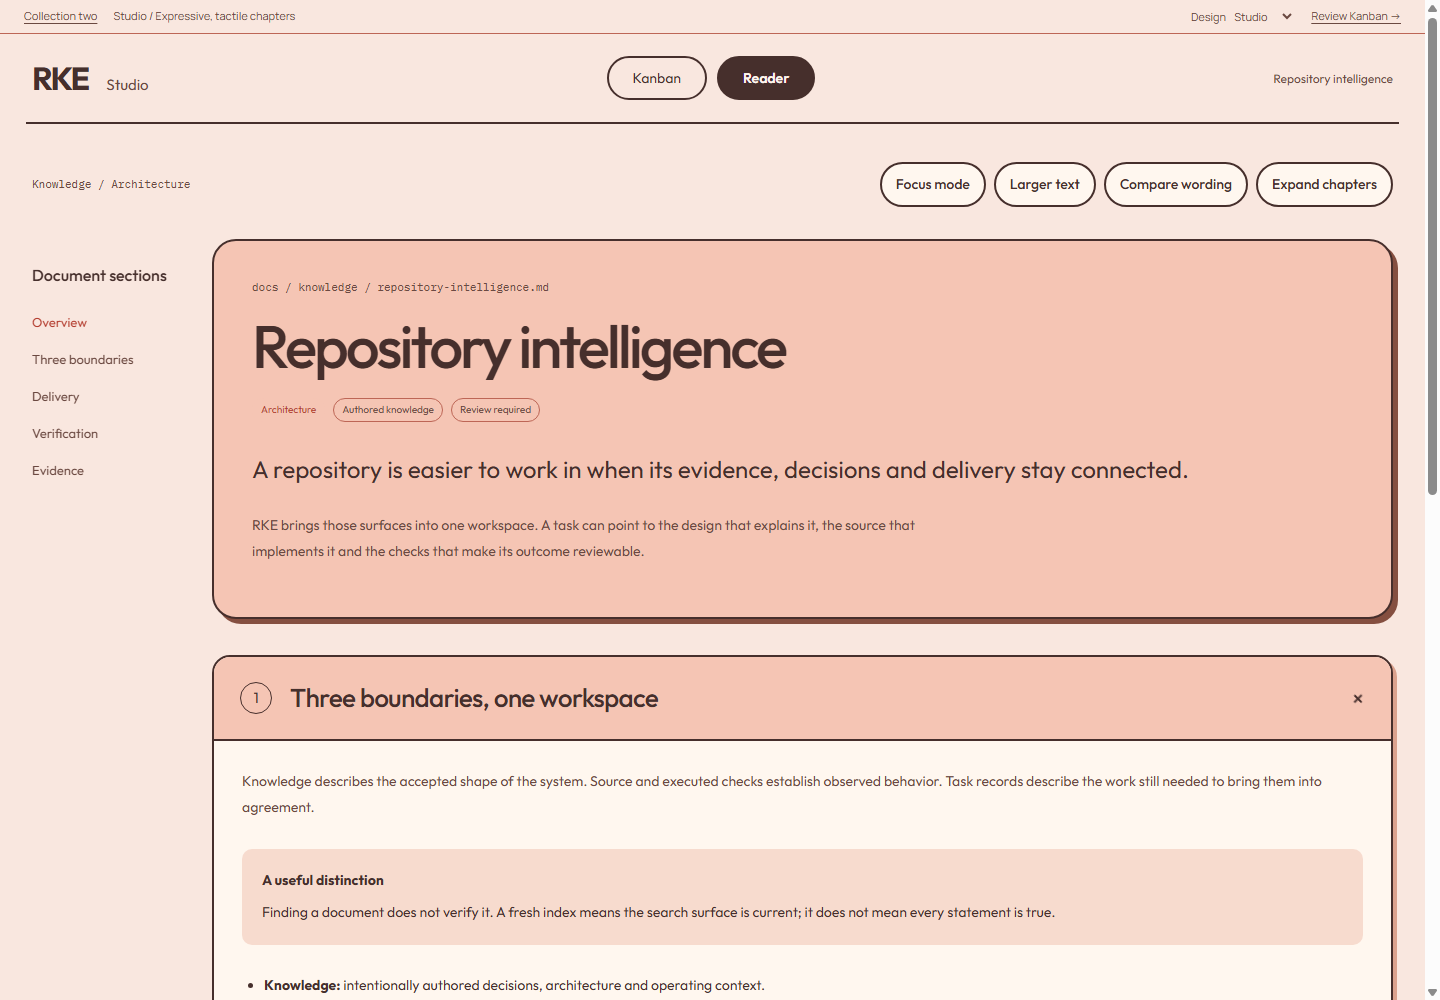 Collection two
Studio / Expressive, tactile chapters
Design
Studio
Review Kanban →
RKE
Studio
Kanban
Reader
Repository intelligence
Knowledge / Architecture
Focus mode
Larger text
Compare wording
Expand chapters
Document sections
Overview
Three boundaries
Delivery
Verification
Evidence
docs / knowledge / repository-intelligence.md
Repository intelligence
Architecture
Authored knowledge
Review required
A repository is easier to work in when its evidence, decisions and delivery stay connected.
RKE brings those surfaces into one workspace. A task can point to the design that explains it, the source that
implements it and the checks that make its outcome reviewable.
1
Three boundaries, one workspace
×
Knowledge describes the accepted shape of the system. Source and executed checks establish observed behavior. Task records describe the work still needed to bring them into
agreement.
A useful distinction
Finding a document does not verify it. A fresh index means the search surface is current; it does not mean every statement is true.
• Knowledge: intentionally authored decisions, architecture and operating context.